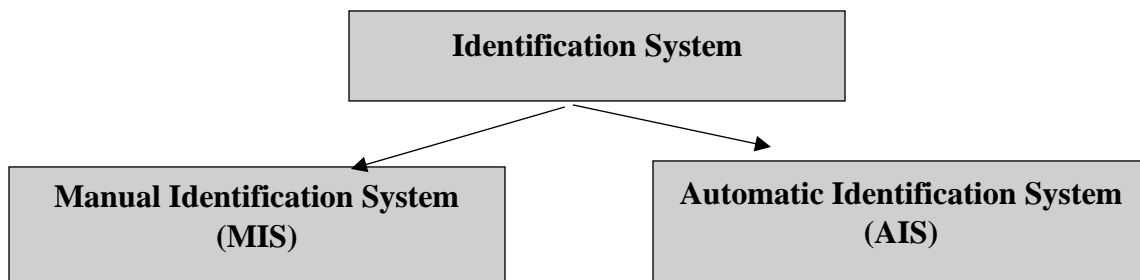 Identification System
Manual Identification System
(MIS)
Automatic Identification System
(AIS)